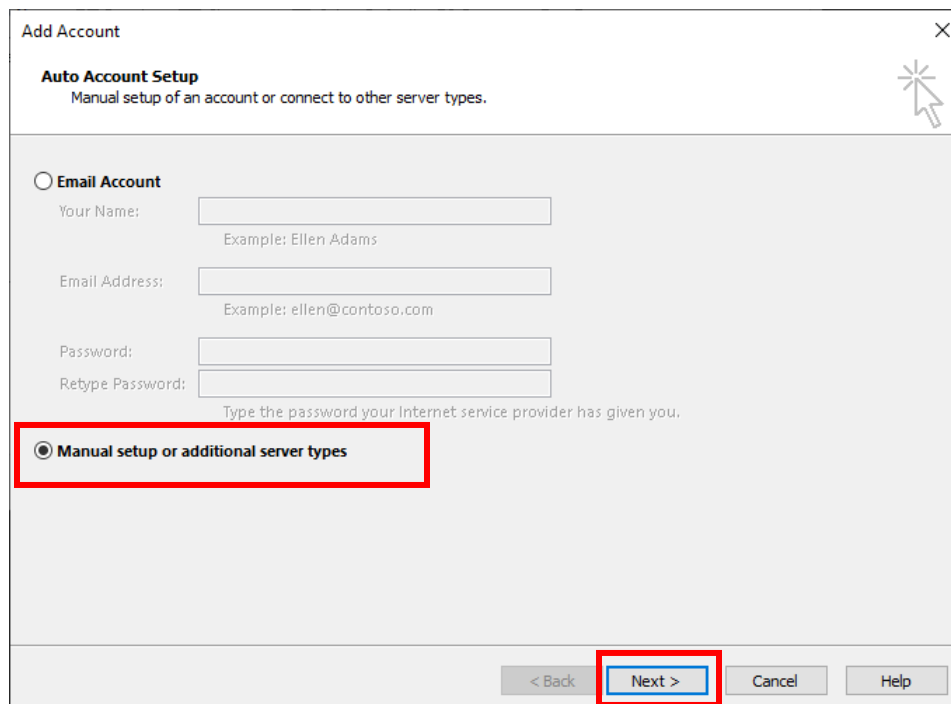 Add Account
Auto Account Setup
Manual setup of an account or connect to other server types.
Email Account
Your Name:
Example: Ellen Adams
Email Address:
Example: ellen@contoso.com
Password:
Retype Password:
Type the password your Internet service provider has given you.
Manual setup or additional server types
< Back Next > Cancel Help